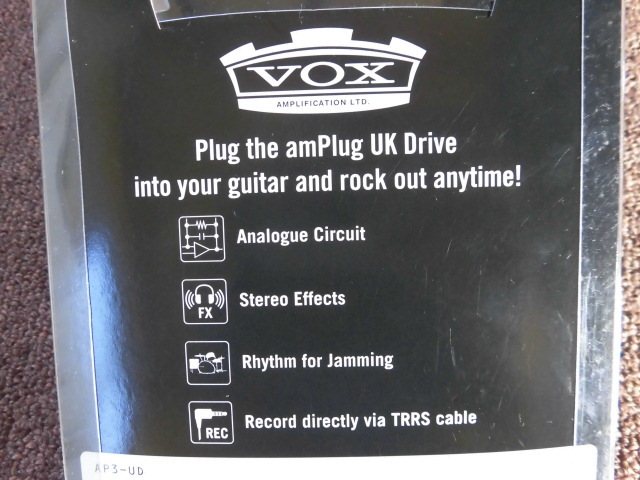 VOX
AMPLIFICATION LTD.
Plug the amPlug UK Drive
into your guitar and rock out anytime!
Analogue Circuit
FX
Stereo Effects
Rhythm for Jamming
REC
Record directly via TRRS cable
AP3-UD